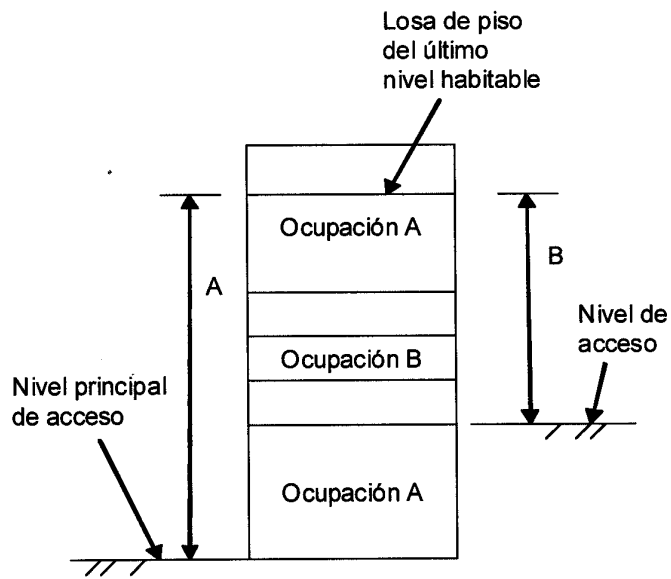 Losa de piso
del último
nivel habitable
Ocupación A
A
B
Nivel de
acceso
Ocupación B
Nivel principal
de acceso
Ocupación A